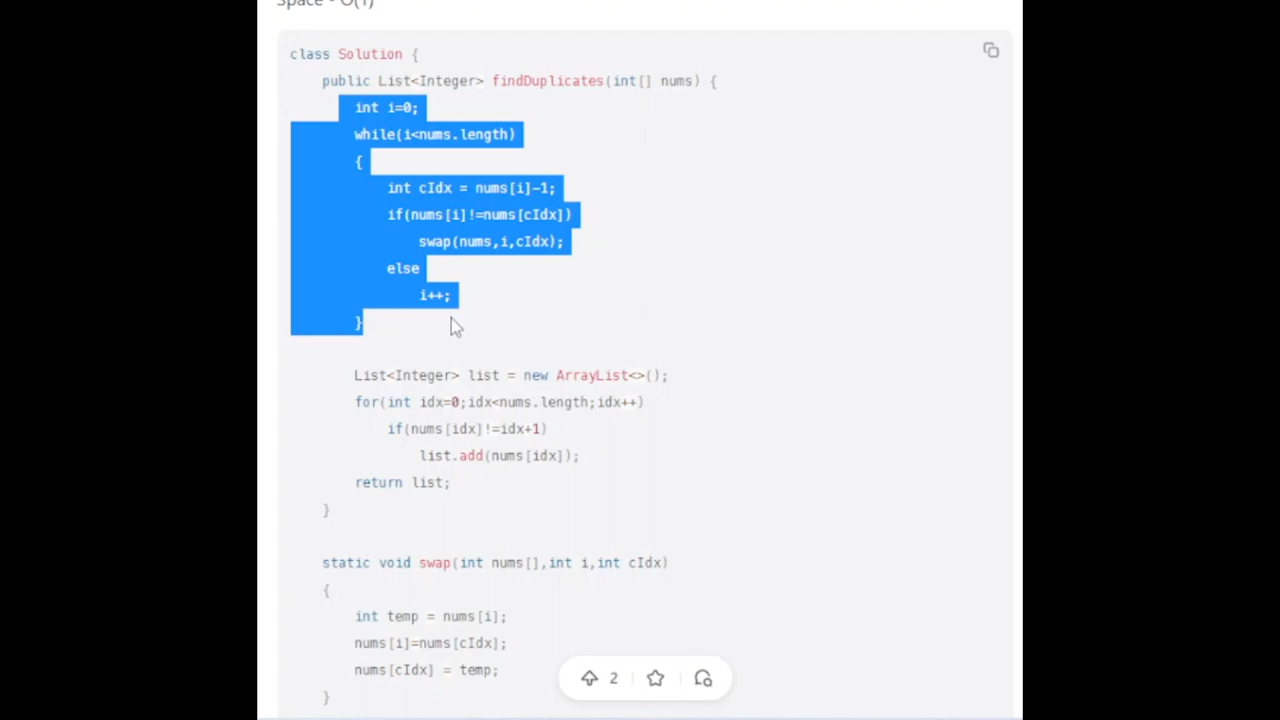 Space - O(1)
class Solution {
public List<Integer> findDuplicates(int[] nums) {
int i=0;
while(i<nums.length)
{
int cIdx = nums[i]-1;
if(nums[i]!=nums[cIdx])
swap(nums,i,cIdx);
else
i++;
}
List<Integer> list = new ArrayList<>();
for(int idx=0;idx<nums.length;idx++)
if(nums[idx]!=idx+1)
list.add(nums[idx]);
return list;
}
static void swap(int nums[],int i,int cIdx)
{
int temp = nums[i];
nums[i]=nums[cIdx];
nums[cIdx] = temp;
}
2